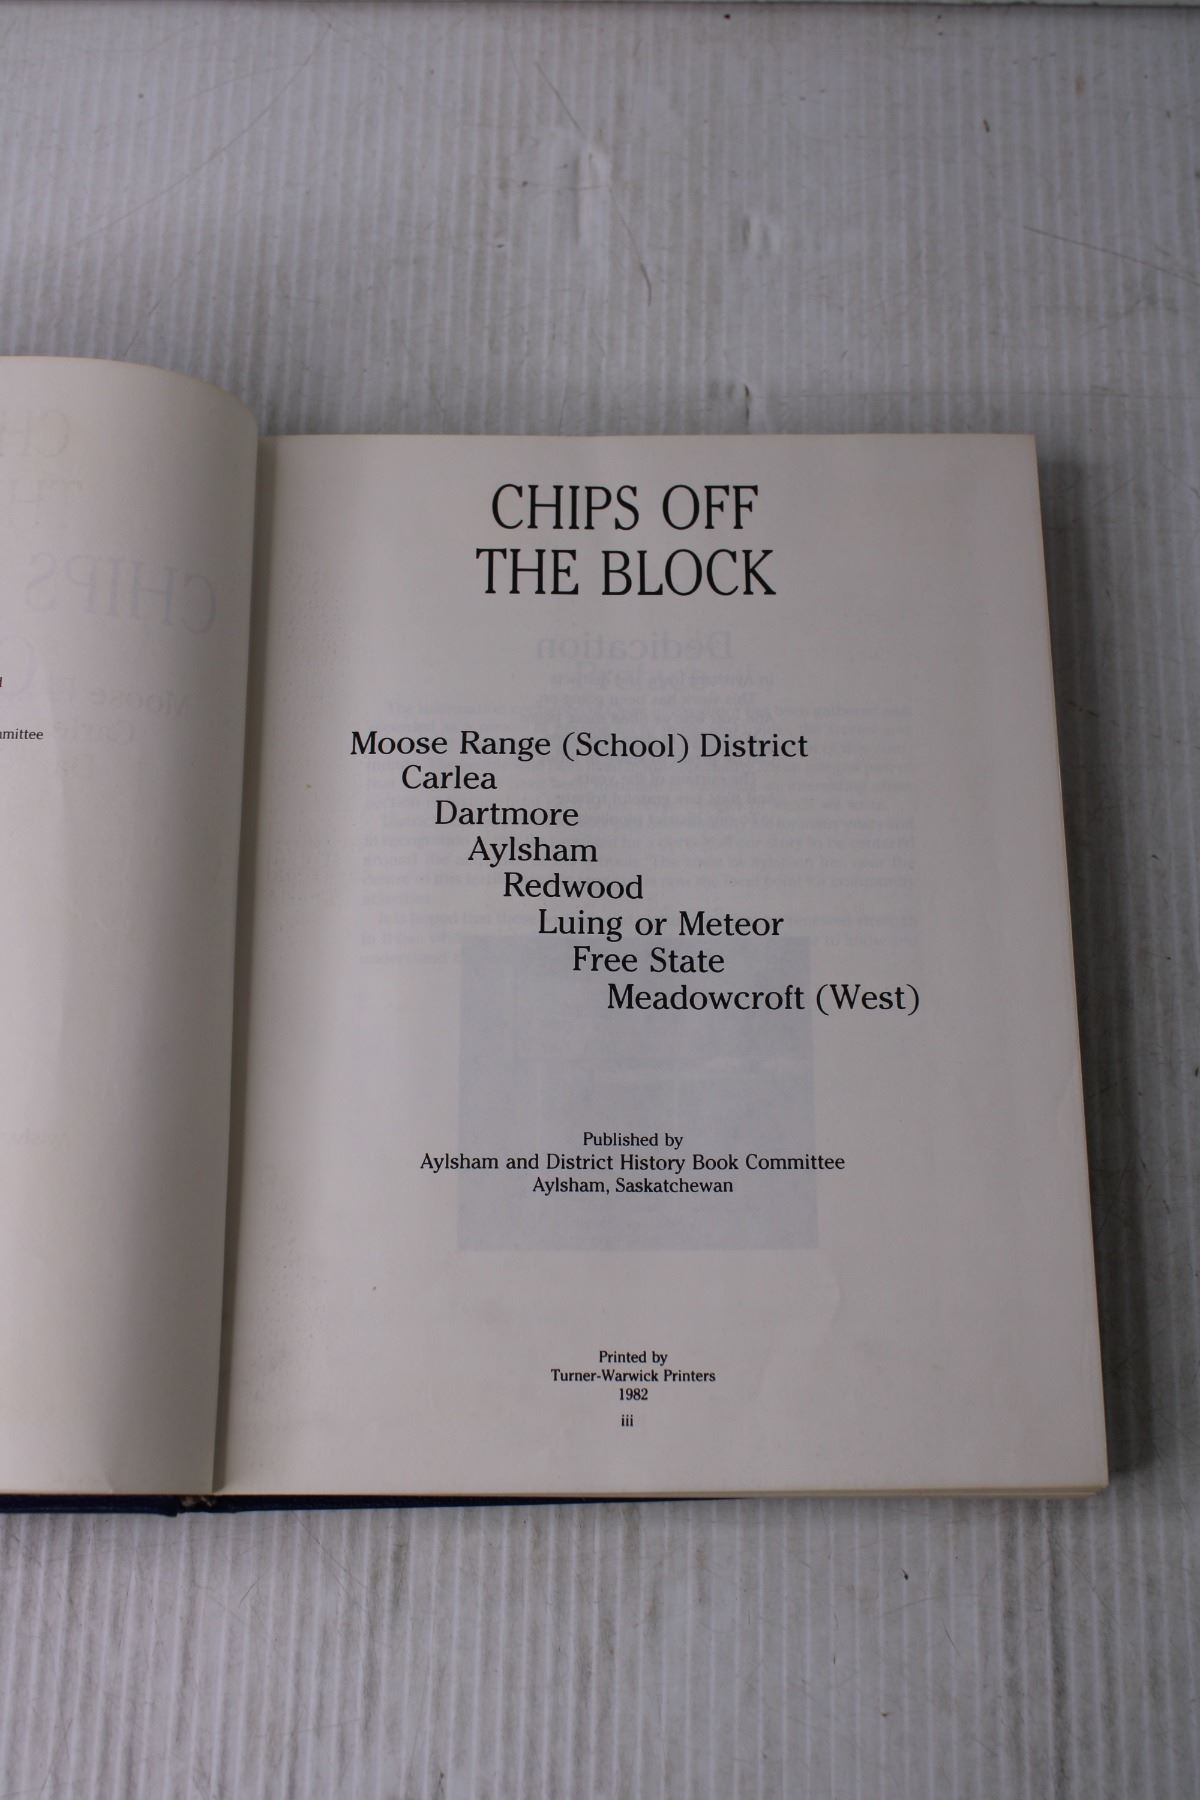 mmittee
CHIPS OFF
THE BLOCK
Moose Range (School) District
Carlea
Dartmore
Aylsham
Redwood
Luing or Meteor
Free State
Meadowcroft (West)
Published by
Aylsham and District History Book Committee
Aylsham, Saskatchewan
Printed by
Turner-Warwick Printers
1982
iii